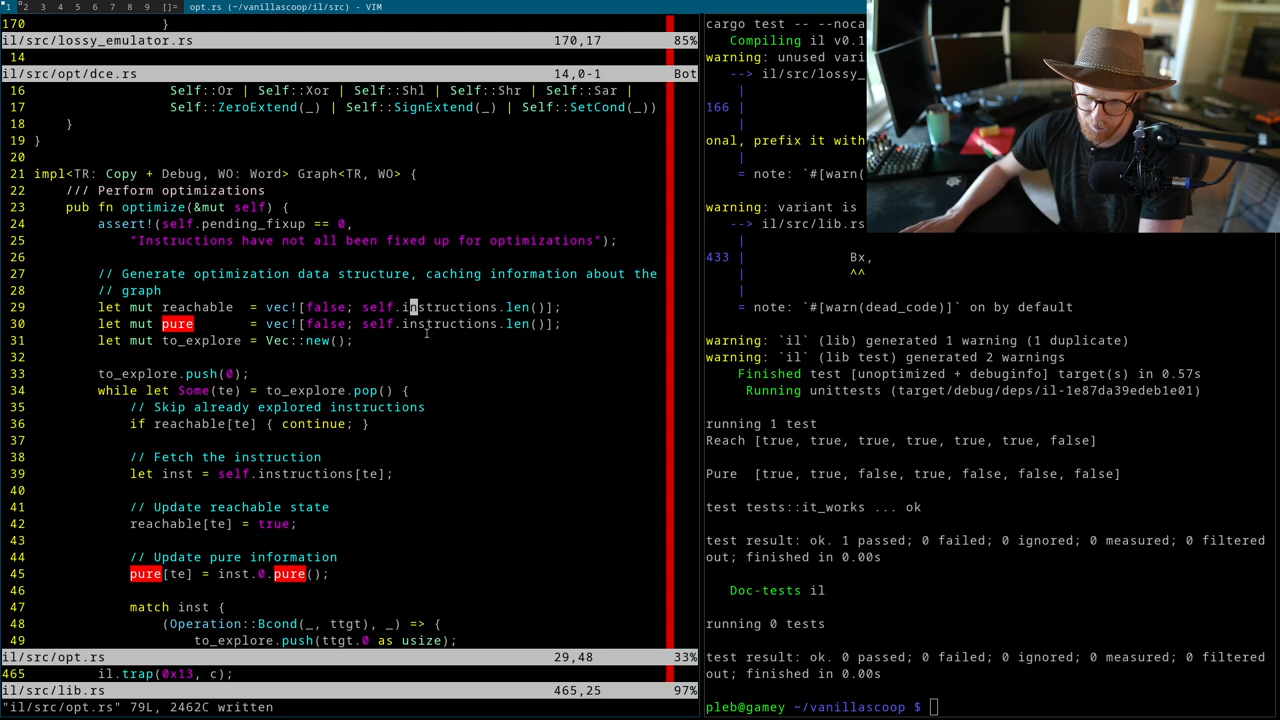 1 2 3 4 5 6 7 8 9 []= opt.rs (~/vanillascoop/il/src) - VIM
170 }
il/src/lossy_emulator.rs 170,17 85%
14
il/src/opt/dce.rs 14,0-1 Bot
16 Self::Or | Self::Xor | Self::Shl | Self::Shr | Self::Sar |
17 Self::ZeroExtend(_) | Self::SignExtend(_) | Self::SetCond(_))
18 }
19 }
20
21 impl<TR: Copy + Debug, WO: Word> Graph<TR, WO> {
22 /// Perform optimizations
23 pub fn optimize(&mut self) {
24 assert!(self.pending_fixup == 0,
25 "Instructions have not all been fixed up for optimizations");
26
27 // Generate optimization data structure, caching information about the
28 // graph
29 let mut reachable = vec![false; self.instructions.len()];
30 let mut pure = vec![false; self.instructions.len()];
31 let mut to_explore = Vec::new();
32
33 to_explore.push(0);
34 while let Some(te) = to_explore.pop() {
35 // Skip already explored instructions
36 if reachable[te] { continue; }
37
38 // Fetch the instruction
39 let inst = self.instructions[te];
40
41 // Update reachable state
42 reachable[te] = true;
43
44 // Update pure information
45 pure[te] = inst.0.pure();
46
47 match inst {
48 (Operation::Bcond(_, ttgt), _) => {
49 to_explore.push(ttgt.0 as usize);
il/src/opt.rs 29,48 33%
465 il.trap(0x13, c);
il/src/lib.rs 465,25 97%
"il/src/opt.rs" 79L, 2462C written
cargo test -- --noca
Compiling il v0.1
warning: unused vari
--> il/src/lossy_
|
166
|
onal, prefix it with
|
= note: `#[warn(
warning: variant is
--> il/src/lib.rs
|
433 Bx,
| ^^
|
= note: `#[warn(dead_code)]` on by default
warning: `il` (lib) generated 1 warning (1 duplicate)
warning: `il` (lib test) generated 2 warnings
Finished test [unoptimized + debuginfo] target(s) in 0.57s
Running unittests (target/debug/deps/il-1e87da39edeb1e01)
running 1 test
Reach [true, true, true, true, true, true, false]
Pure [true, true, false, true, false, false, false]
test tests::it_works ... ok
test result: ok. 1 passed; 0 failed; 0 ignored; 0 measured; 0 filtered
out; finished in 0.00s
Doc-tests il
running 0 tests
test result: ok. 0 passed; 0 failed; 0 ignored; 0 measured; 0 filtered
out; finished in 0.00s
pleb@gamey ~/vanillascoop $